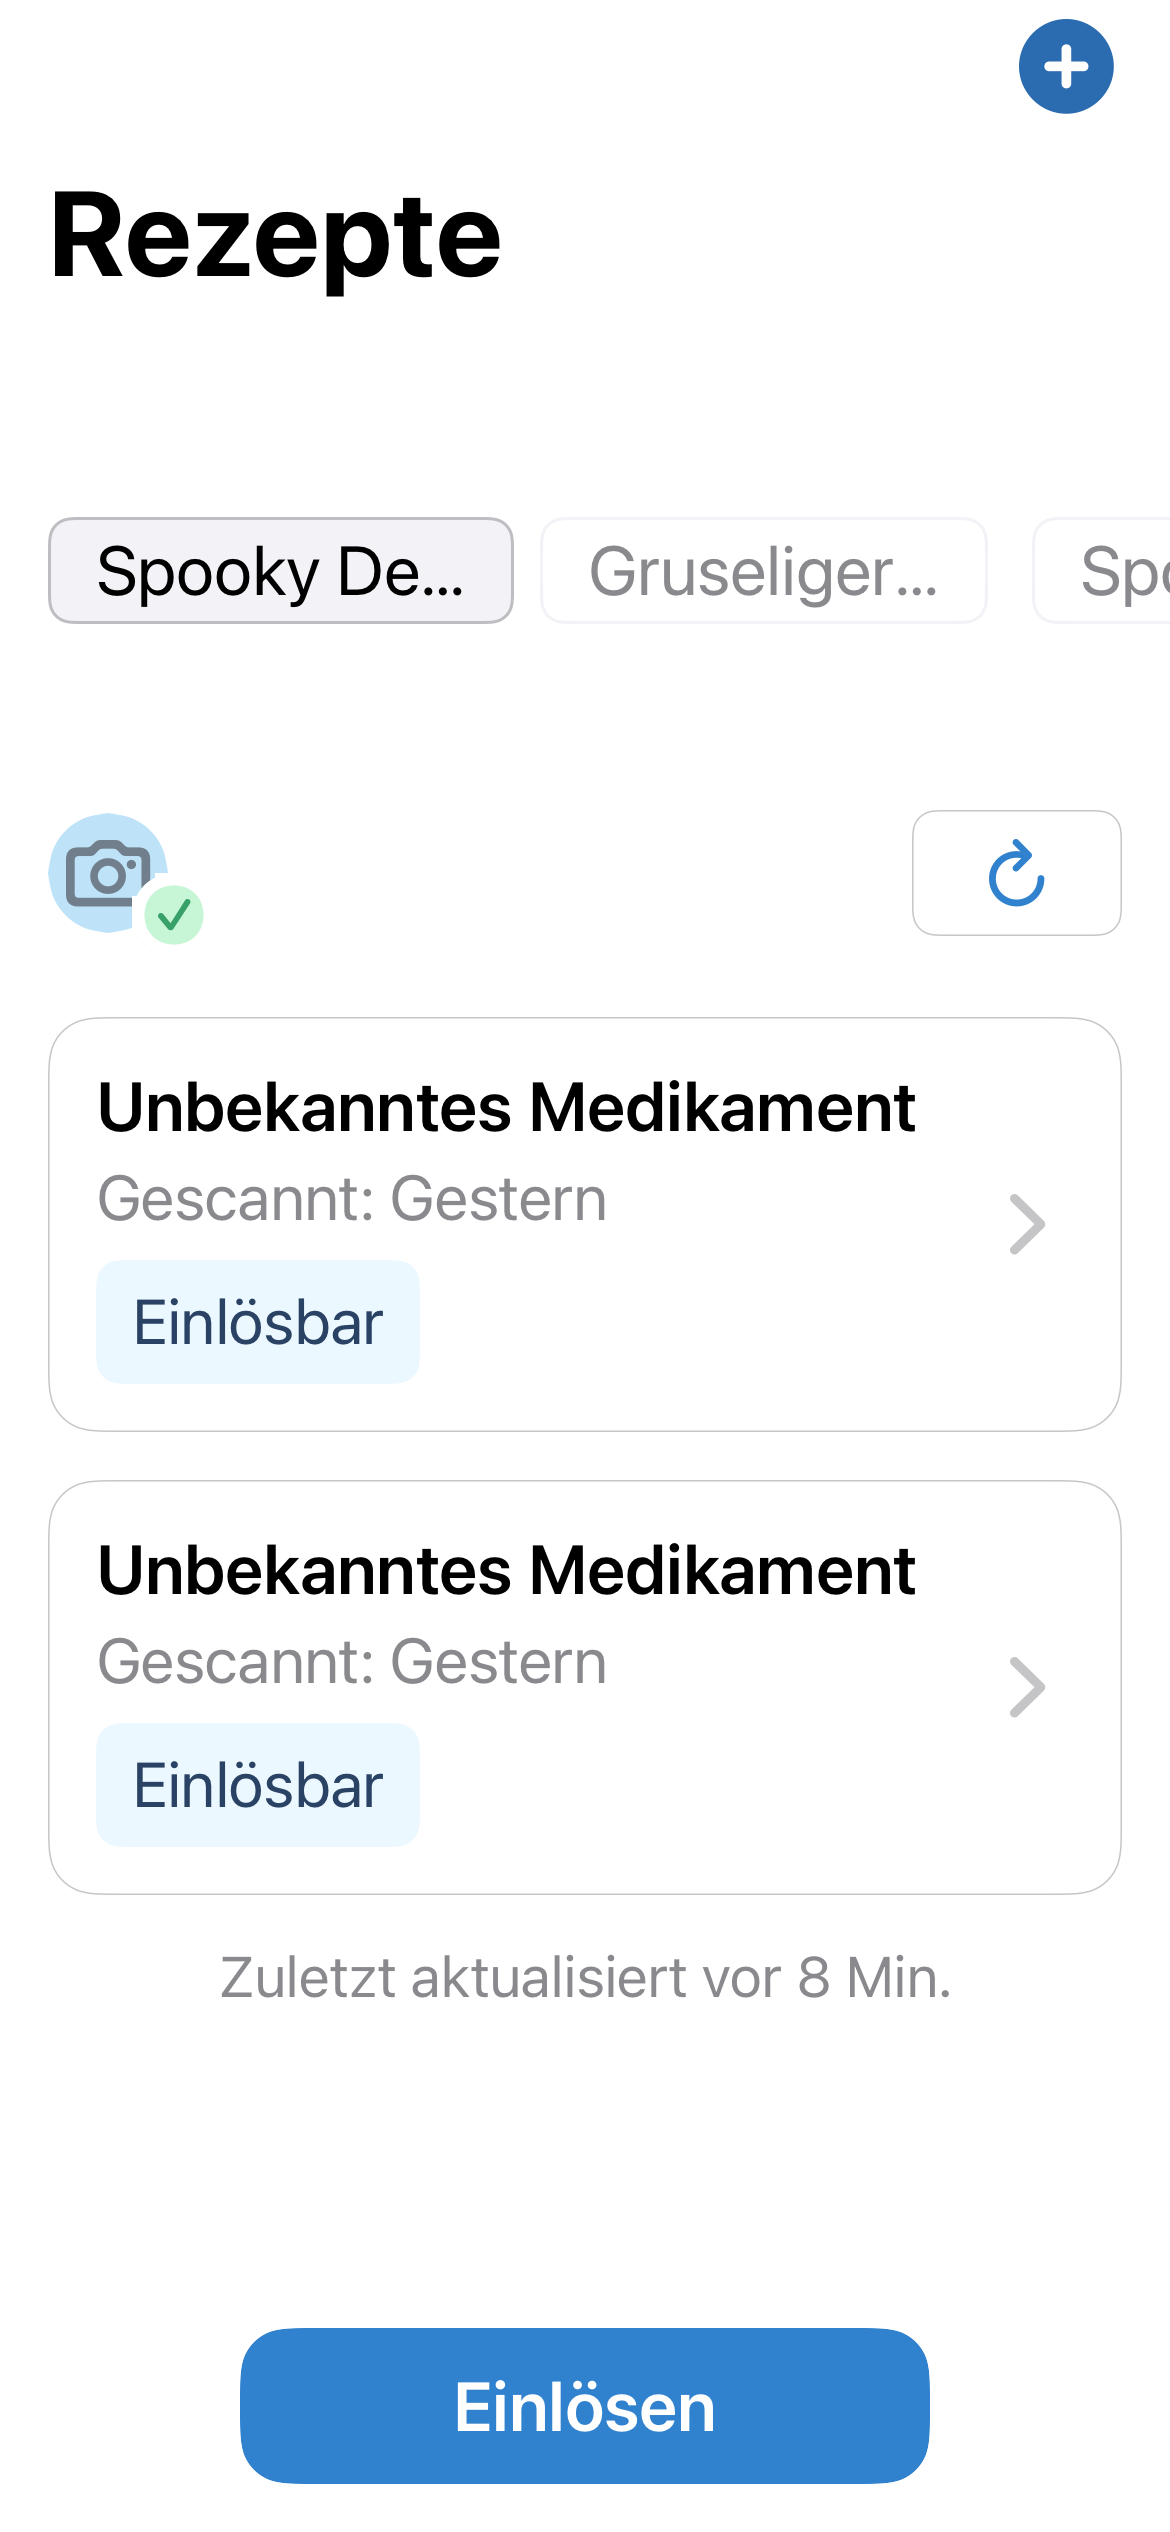 Rezepte
Spooky De...
Gruseliger...
Spo
Unbekanntes Medikament
Gescannt: Gestern
Einlösbar
Unbekanntes Medikament
Gescannt: Gestern
Einlösbar
Zuletzt aktualisiert vor 8 Min.
Einlösen